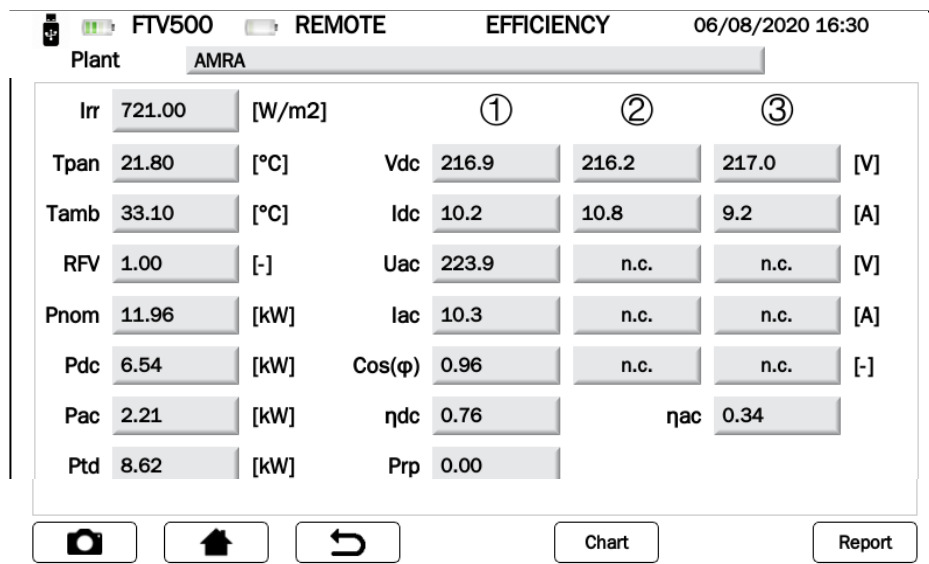 FTV500 REMOTE EFFICIENCY 06/08/2020 16:30
Plant AMRA
Irr 721.00 [W/m2] ① ② ③
Tpan 21.80 [°C] Vdc 216.9 216.2 217.0 [V]
Tamb 33.10 [°C] Idc 10.2 10.8 9.2 [A]
RFV 1.00 [-] Uac 223.9 n.c. n.c. [V]
Pnom 11.96 [kW] Iac 10.3 n.c. n.c. [A]
Pdc 6.54 [kW] Cos(φ) 0.96 n.c. n.c. [-]
Pac 2.21 [kW] ηdc 0.76 ηac 0.34
Ptd 8.62 [kW] Prp 0.00
Chart Report